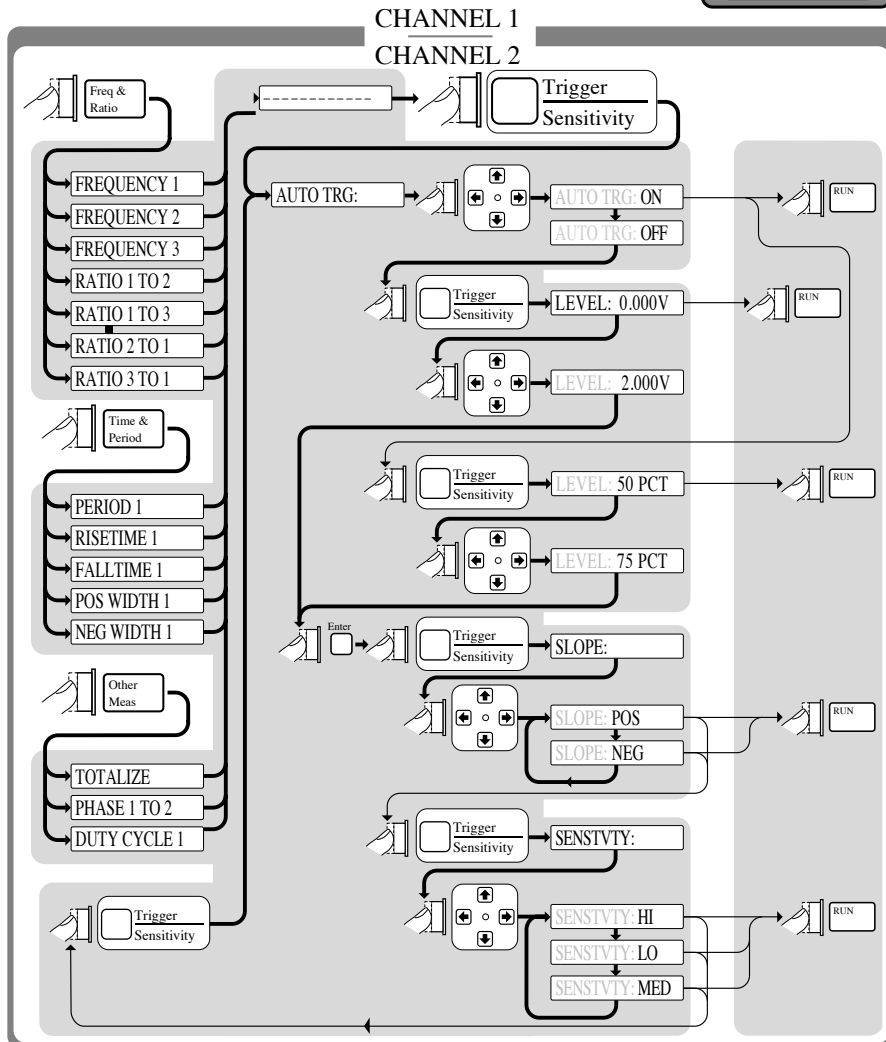 CHANNEL 1
CHANNEL 2
Freq &
Ratio
--------------
Trigger
Sensitivity
FREQUENCY 1
FREQUENCY 2
FREQUENCY 3
RATIO 1 TO 2
RATIO 1 TO 3
RATIO 2 TO 1
RATIO 3 TO 1
AUTO TRG:
AUTO TRG: ON
AUTO TRG: OFF
RUN
Trigger
Sensitivity
LEVEL: 0.000V
RUN
LEVEL: 2.000V
Time &
Period
PERIOD 1
RISETIME 1
FALLTIME 1
POS WIDTH 1
NEG WIDTH 1
Trigger
Sensitivity
LEVEL: 50 PCT
RUN
LEVEL: 75 PCT
Enter
Trigger
Sensitivity
SLOPE:
SLOPE: POS
SLOPE: NEG
RUN
Other
Meas
TOTALIZE
PHASE 1 TO 2
DUTY CYCLE 1
Trigger
Sensitivity
SENSTVTY:
SENSTVTY: HI
SENSTVTY: LO
SENSTVTY: MED
RUN
Trigger
Sensitivity